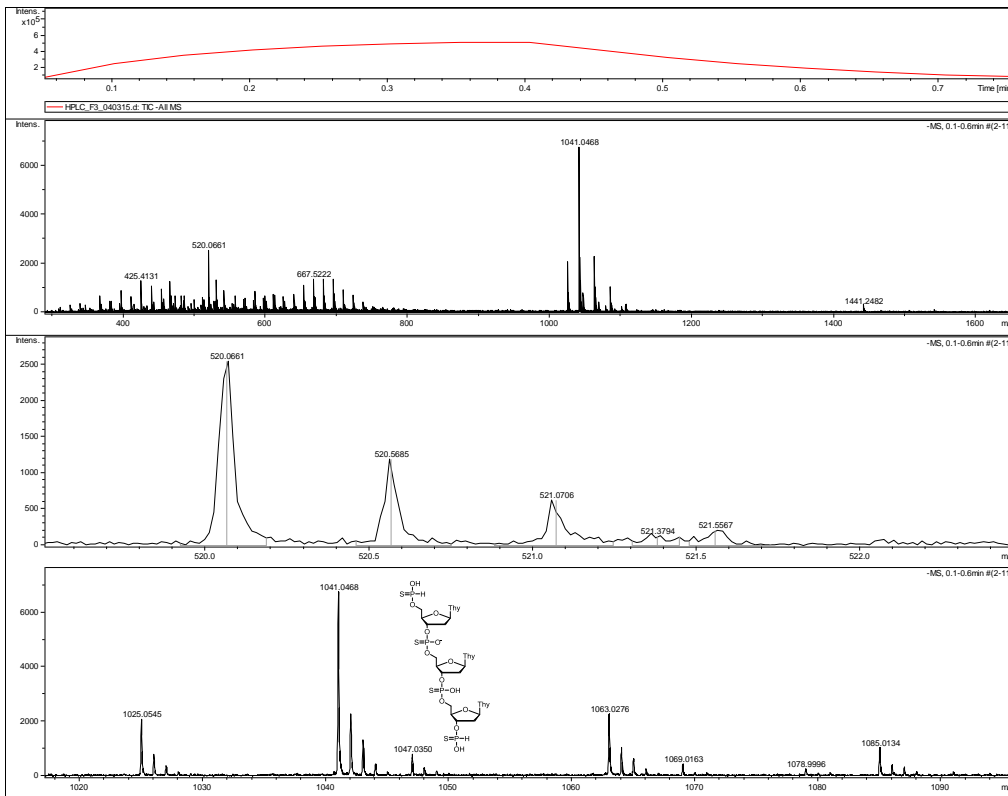 Intens.
x10⁵
8
6
4
2
0.1 0.2 0.3 0.4 0.5 0.6 0.7 Time [min
HPLC_F3_040315.d: TIC -All MS
Intens.
-MS, 0.1-0.6min #(2-11
6000
4000
2000
0
425.4131
520.0661
667.5222
1041.0468
1441.2482
400 600 800 1000 1200 1400 1600 m
Intens.
-MS, 0.1-0.6min #(2-11
2500
2000
1500
1000
500
0
520.0661
520.5685
521.0706
521.3794
521.5567
520.0 520.5 521.0 521.5 522.0 m
-MS, 0.1-0.6min #(2-11
6000
4000
2000
0
1025.0545
1041.0468
1047.0350
1063.0276
1069.0163
1078.9996
1085.0134
OH
S=P-H
O
Thy
O
O
S=P-O-
O
Thy
O
O
S=P-OH
O
Thy
O
O
S=P-H
OH
1020 1030 1040 1050 1060 1070 1080 1090 m